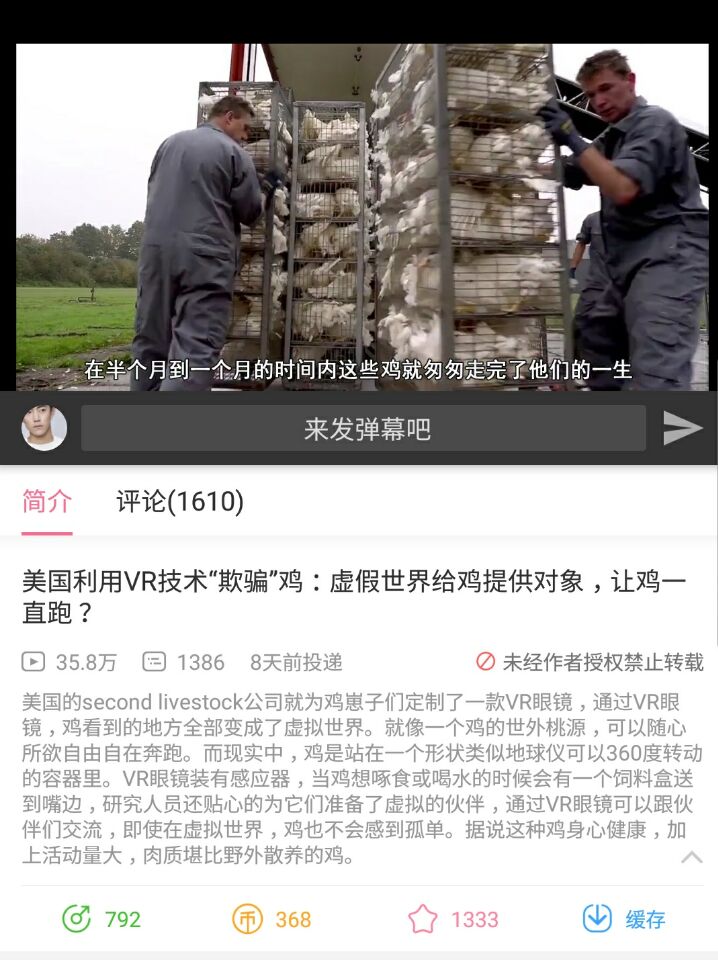 在半个月到一个月的时间内这些鸡就匆匆走完了他们的一生
来发弹幕吧
简介 评论(1610)
美国利用VR技术“欺骗”鸡：虚假世界给鸡提供对象，让鸡一
直跑？
35.8万 1386 8天前投递 未经作者授权禁止转载
美国的second livestock公司就为鸡崽子们定制了一款VR眼镜，通过VR眼
镜，鸡看到的地方全部变成了虚拟世界。就像一个鸡的世外桃源，可以随心
所欲自由自在奔跑。而现实中，鸡是站在一个形状类似地球仪可以360度转动
的容器里。VR眼镜装有感应器，当鸡想啄食或喝水的时候会有一个饲料盒送
到嘴边，研究人员还贴心的为它们准备了虚拟的伙伴，通过VR眼镜可以跟伙
伴们交流，即使在虚拟世界，鸡也不会感到孤单。据说这种鸡身心健康，加
上活动量大，肉质堪比野外散养的鸡。
792 币 368 1333 缓存